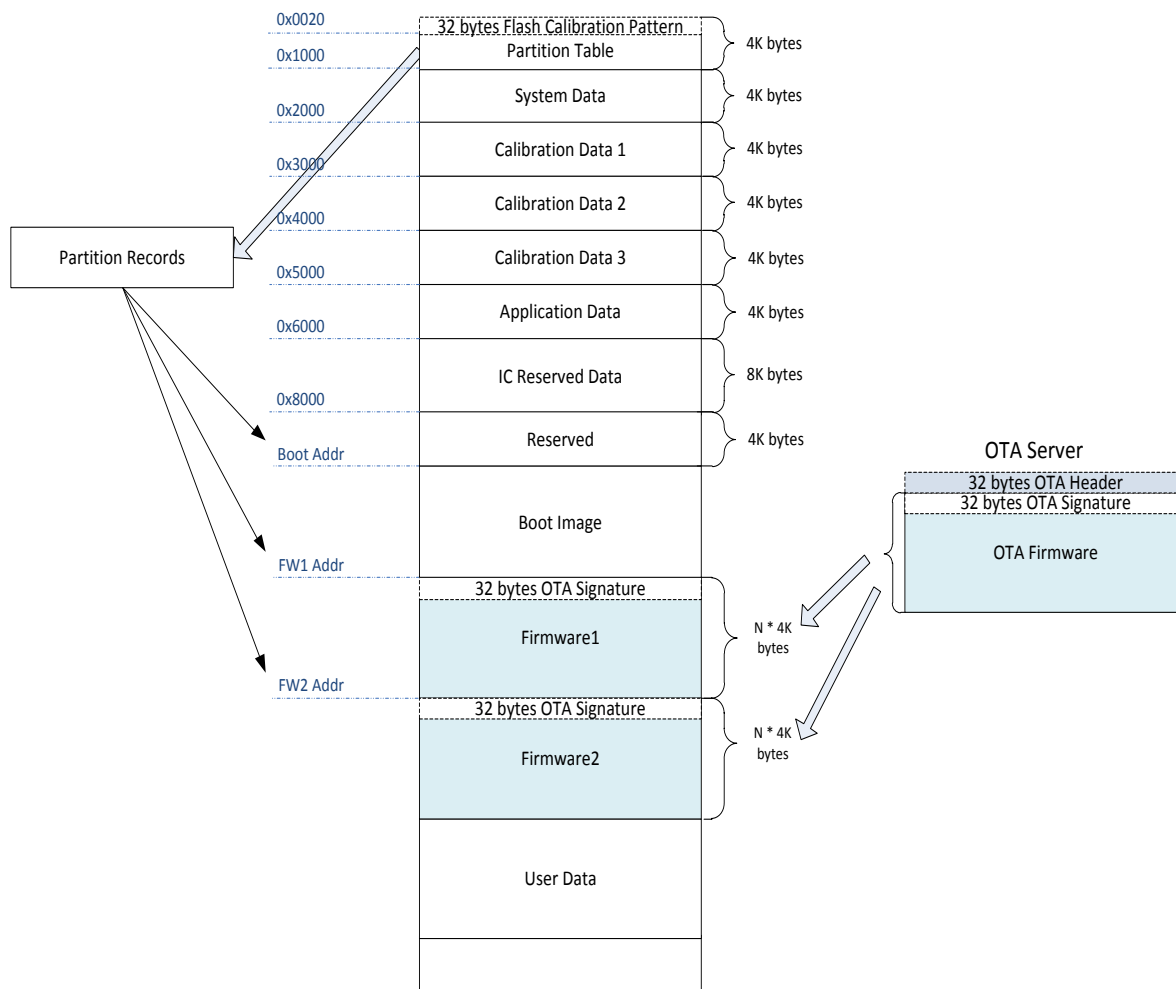 0x0020
32 bytes Flash Calibration Pattern
Partition Table
4K bytes
0x1000
System Data
4K bytes
0x2000
Calibration Data 1
4K bytes
0x3000
Calibration Data 2
4K bytes
0x4000
Partition Records
Calibration Data 3
4K bytes
0x5000
Application Data
4K bytes
0x6000
IC Reserved Data
8K bytes
0x8000
Reserved
4K bytes
Boot Addr
OTA Server
32 bytes OTA Header
32 bytes OTA Signature
OTA Firmware
Boot Image
FW1 Addr
32 bytes OTA Signature
Firmware1
N * 4K
bytes
FW2 Addr
32 bytes OTA Signature
Firmware2
N * 4K
bytes
User Data